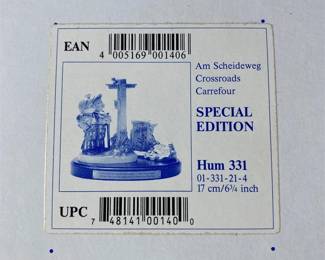 EAN
4 005169 001406
Am Scheideweg
Crossroads
Carrefour
SPECIAL
EDITION
Hum 331
01-331-21-4
17 cm/6¾ inch
UPC
7 48141 00140 0